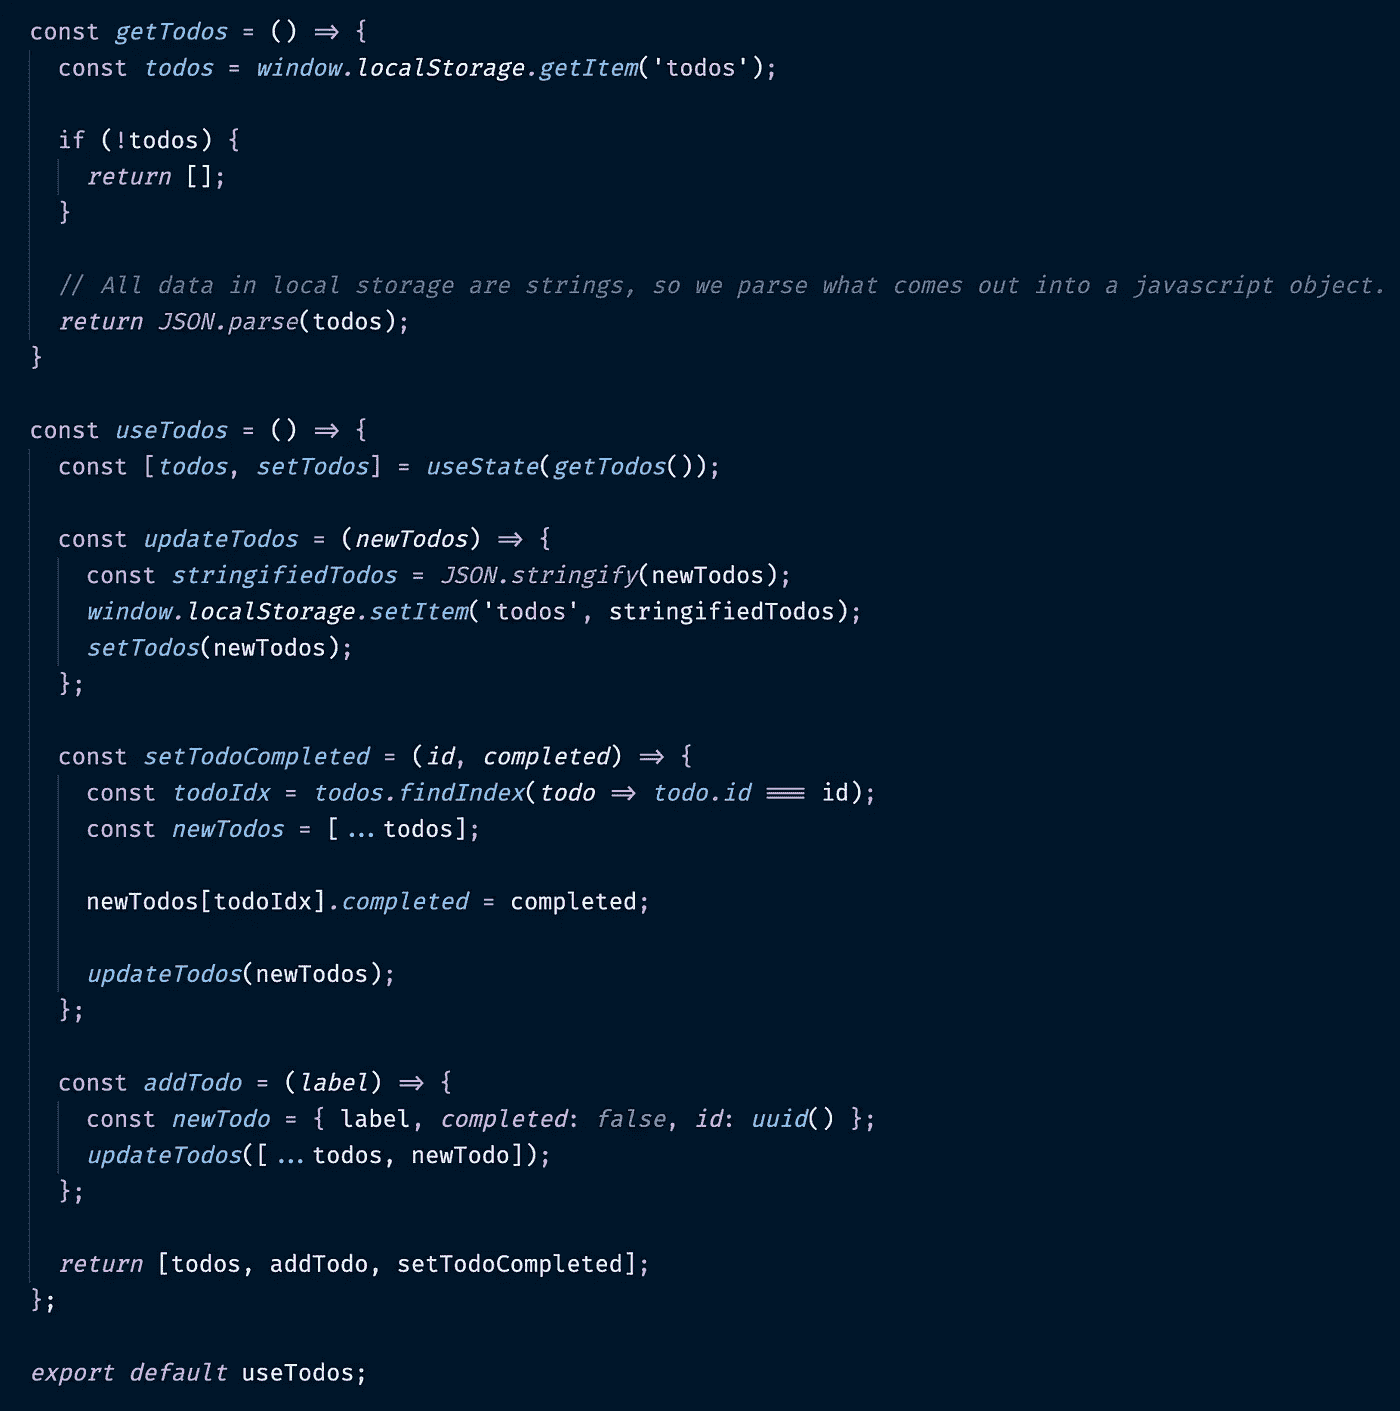 const getTodos = () => {
const todos = window.localStorage.getItem('todos');
if (!todos) {
return [];
}
// All data in local storage are strings, so we parse what comes out into a javascript object.
return JSON.parse(todos);
}
const useTodos = () => {
const [todos, setTodos] = useState(getTodos());
const updateTodos = (newTodos) => {
const stringifiedTodos = JSON.stringify(newTodos);
window.localStorage.setItem('todos', stringifiedTodos);
setTodos(newTodos);
};
const setTodoCompleted = (id, completed) => {
const todoIdx = todos.findIndex(todo => todo.id === id);
const newTodos = [...todos];
newTodos[todoIdx].completed = completed;
updateTodos(newTodos);
};
const addTodo = (label) => {
const newTodo = { label, completed: false, id: uuid() };
updateTodos([...todos, newTodo]);
};
return [todos, addTodo, setTodoCompleted];
};
export default useTodos;